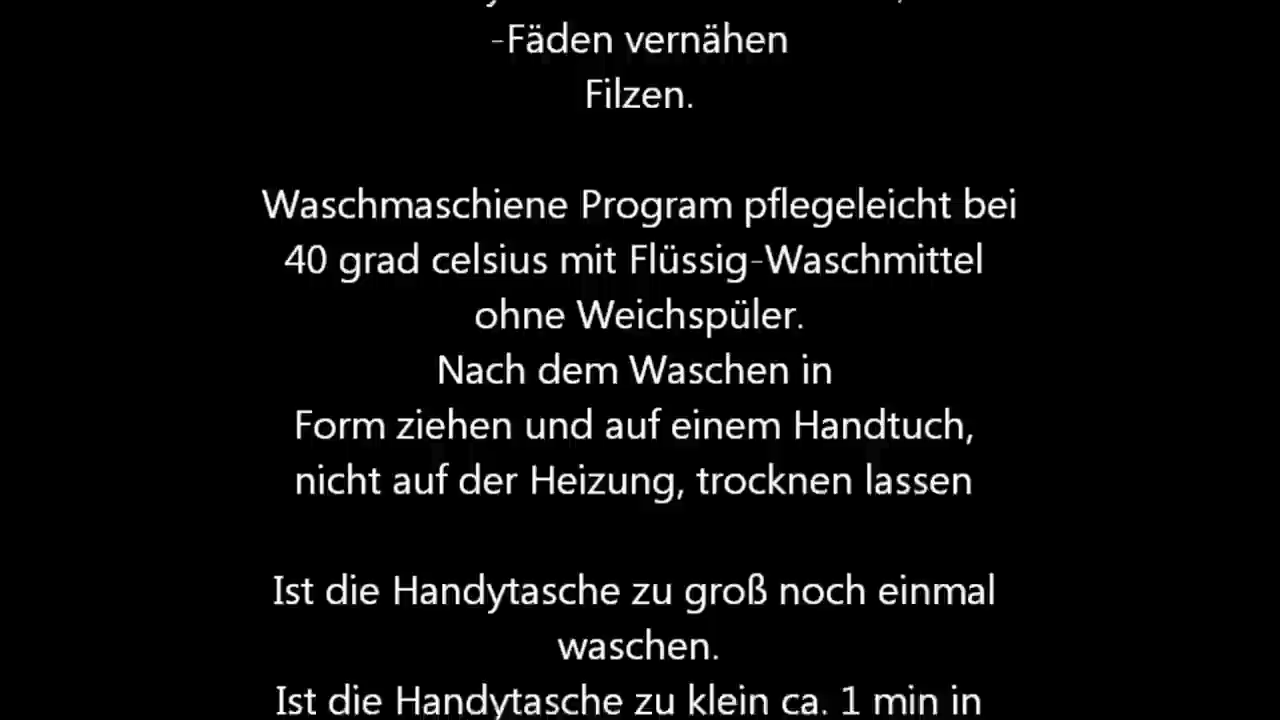 -Fäden vernähen
Filzen.
Waschmaschiene Program pflegeleicht bei
40 grad celsius mit Flüssig-Waschmittel
ohne Weichspüler.
Nach dem Waschen in
Form ziehen und auf einem Handtuch,
nicht auf der Heizung, trocknen lassen
Ist die Handytasche zu groß noch einmal
waschen.
Ist die Handytasche zu klein ca. 1 min in